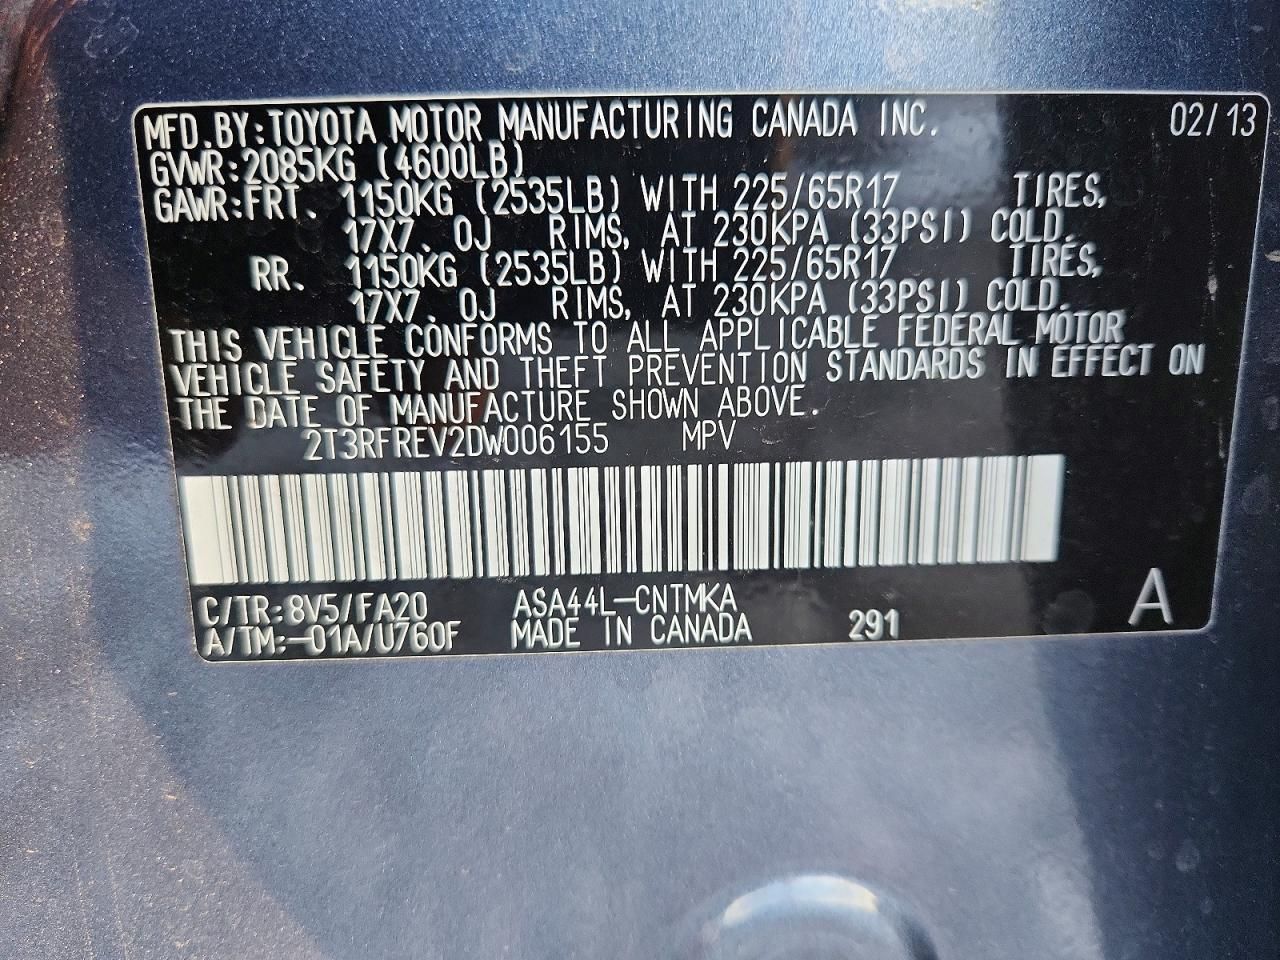 MFD.BY:TOYOTA MOTOR MANUFACTURING CANADA INC. 02/13
GVWR:2085KG (4600LB)
GAWR:FRT. 1150KG (2535LB) WITH 225/65R17 TIRES,
17X7.0J RIMS, AT 230KPA (33PSI) COLD.
RR. 1150KG (2535LB) WITH 225/65R17 TIRES,
17X7.0J RIMS, AT 230KPA (33PSI) COLD.
THIS VEHICLE CONFORMS TO ALL APPLICABLE FEDERAL MOTOR
VEHICLE SAFETY AND THEFT PREVENTION STANDARDS IN EFFECT ON
THE DATE OF MANUFACTURE SHOWN ABOVE.
2T3RFREV2DW006155 MPV
C/TR:8V5/FA20 ASA44L-CNTMKA
A/TM:-01A/U760F MADE IN CANADA 291 A